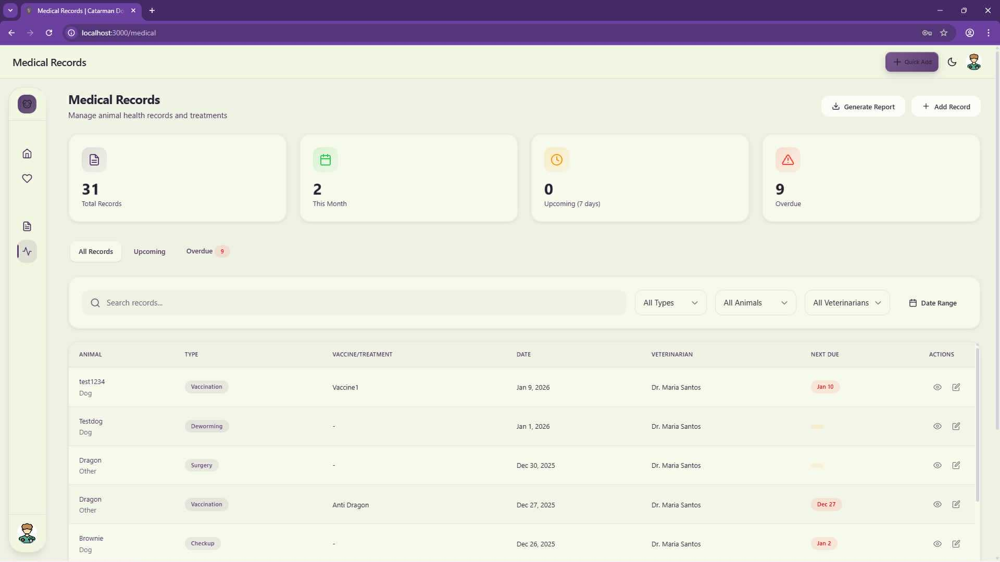 Medical Records | Catarman Do
localhost:3000/medical
Medical Records
Quick Add
Medical Records
Manage animal health records and treatments
Generate Report
Add Record
31
Total Records
2
This Month
0
Upcoming (7 days)
9
Overdue
All Records
Upcoming
Overdue 9
Search records...
All Types
All Animals
All Veterinarians
Date Range
ANIMAL TYPE VACCINE/TREATMENT DATE VETERINARIAN NEXT DUE ACTIONS
test1234
Dog
Vaccination
Vaccine1
Jan 9, 2026
Dr. Maria Santos
Jan 10
Testdog
Dog
Deworming
-
Jan 1, 2026
Dr. Maria Santos
Dragon
Other
Surgery
-
Dec 30, 2025
Dr. Maria Santos
Dragon
Other
Vaccination
Anti Dragon
Dec 27, 2025
Dr. Maria Santos
Dec 27
Brownie
Dog
Checkup
-
Dec 26, 2025
Dr. Maria Santos
Jan 2